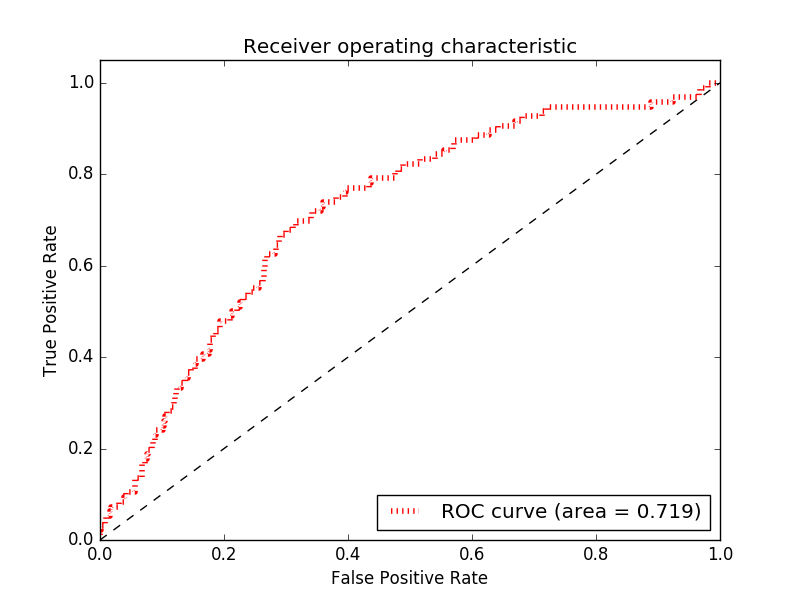 Receiver operating characteristic
True Positive Rate
1.0
0.8
0.6
0.4
0.2
0.0
ROC curve (area = 0.719)
0.0 0.2 0.4 0.6 0.8 1.0
False Positive Rate